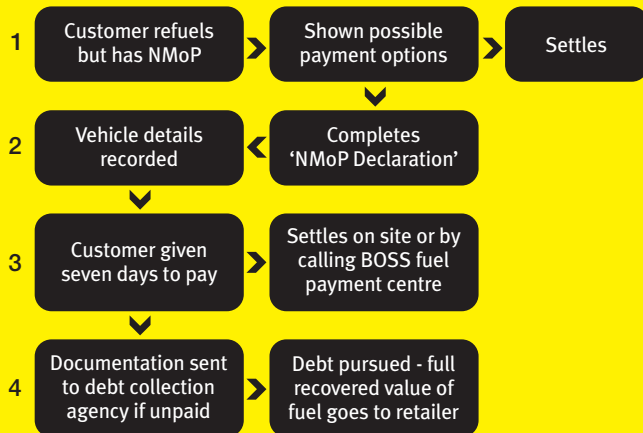 1
Customer refuels
but has NMoP
Shown possible
payment options
Settles
2
Vehicle details
recorded
Completes
‘NMoP Declaration’
3
Customer given
seven days to pay
Settles on site or by
calling BOSS fuel
payment centre
4
Documentation sent
to debt collection
agency if unpaid
Debt pursued - full
recovered value of
fuel goes to retailer